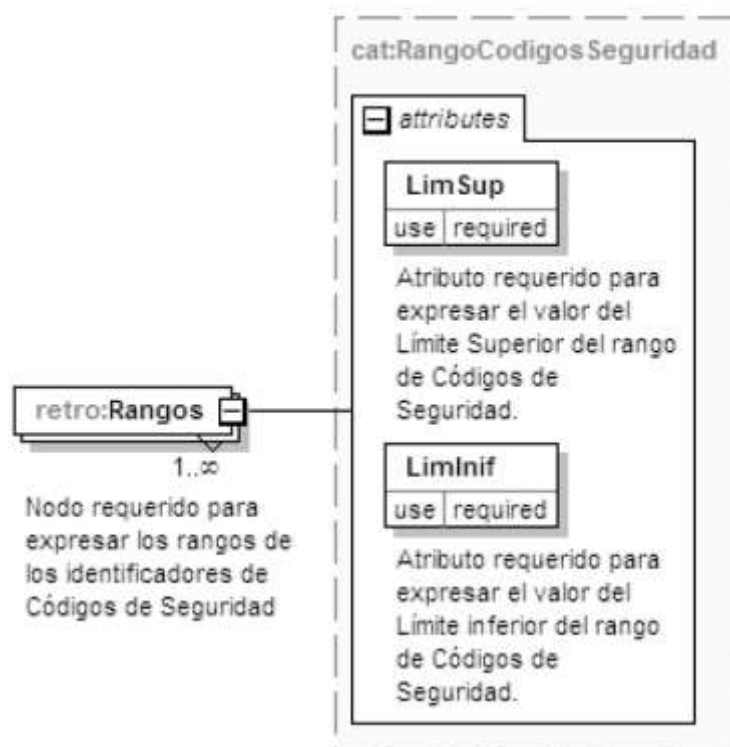 cat:RangoCodigosSeguridad
attributes
LimSup
use required
Atributo requerido para
expresar el valor del
Límite Superior del rango
de Códigos de
Seguridad.
retro:Rangos
1..∞
Nodo requerido para
expresar los rangos de
los identificadores de
Códigos de Seguridad
LimInif
use required
Atributo requerido para
expresar el valor del
Límite inferior del rango
de Códigos de
Seguridad.